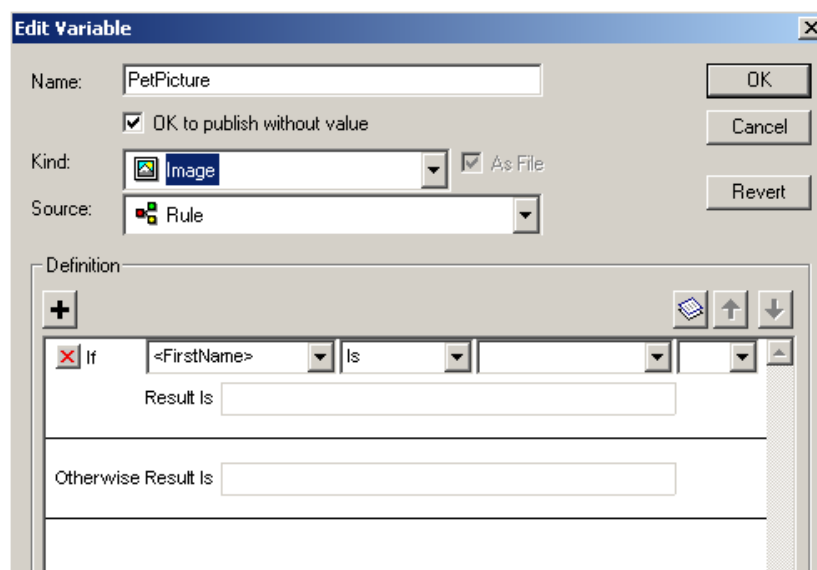 Edit Variable
Name: PetPicture OK
OK to publish without value Cancel
Kind: Image As File
Revert
Source: Rule
Definition
If <FirstName> Is
Result Is
Otherwise Result Is